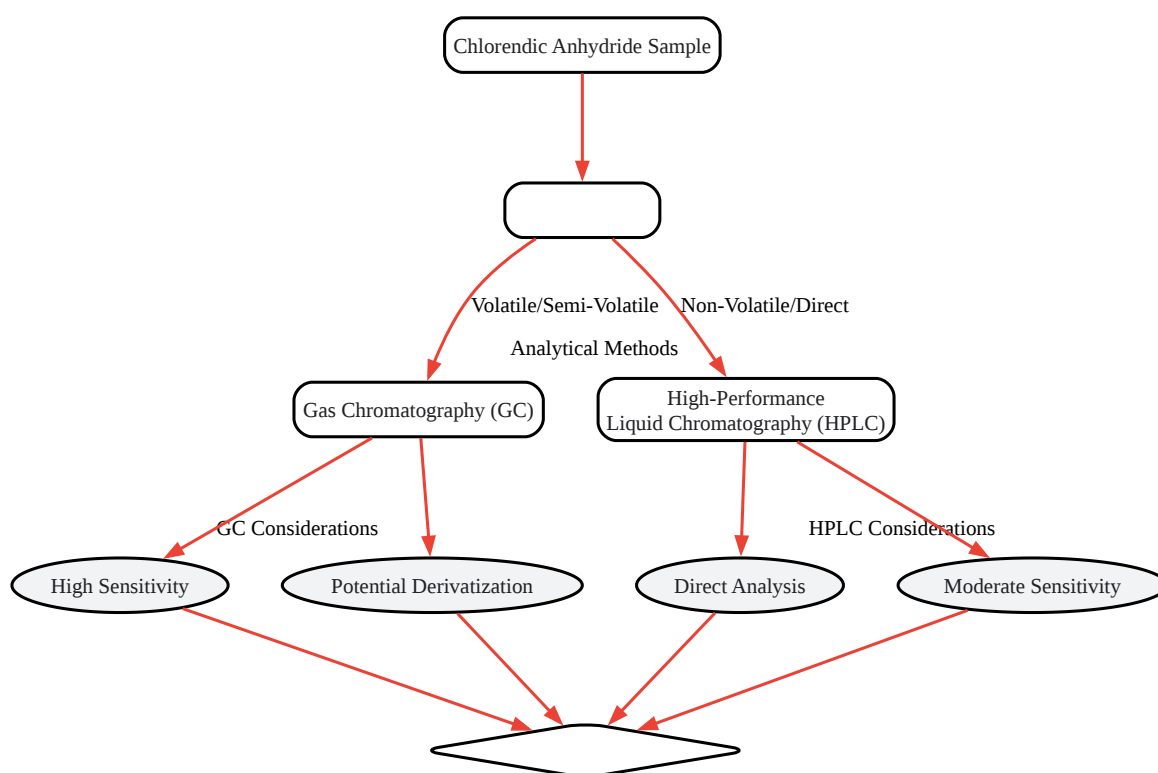 Chlorendic Anhydride Sample
Volatile/Semi-Volatile
Non-Volatile/Direct
Analytical Methods
Gas Chromatography (GC)
High-Performance
Liquid Chromatography (HPLC)
GC Considerations
HPLC Considerations
High Sensitivity
Potential Derivatization
Direct Analysis
Moderate Sensitivity